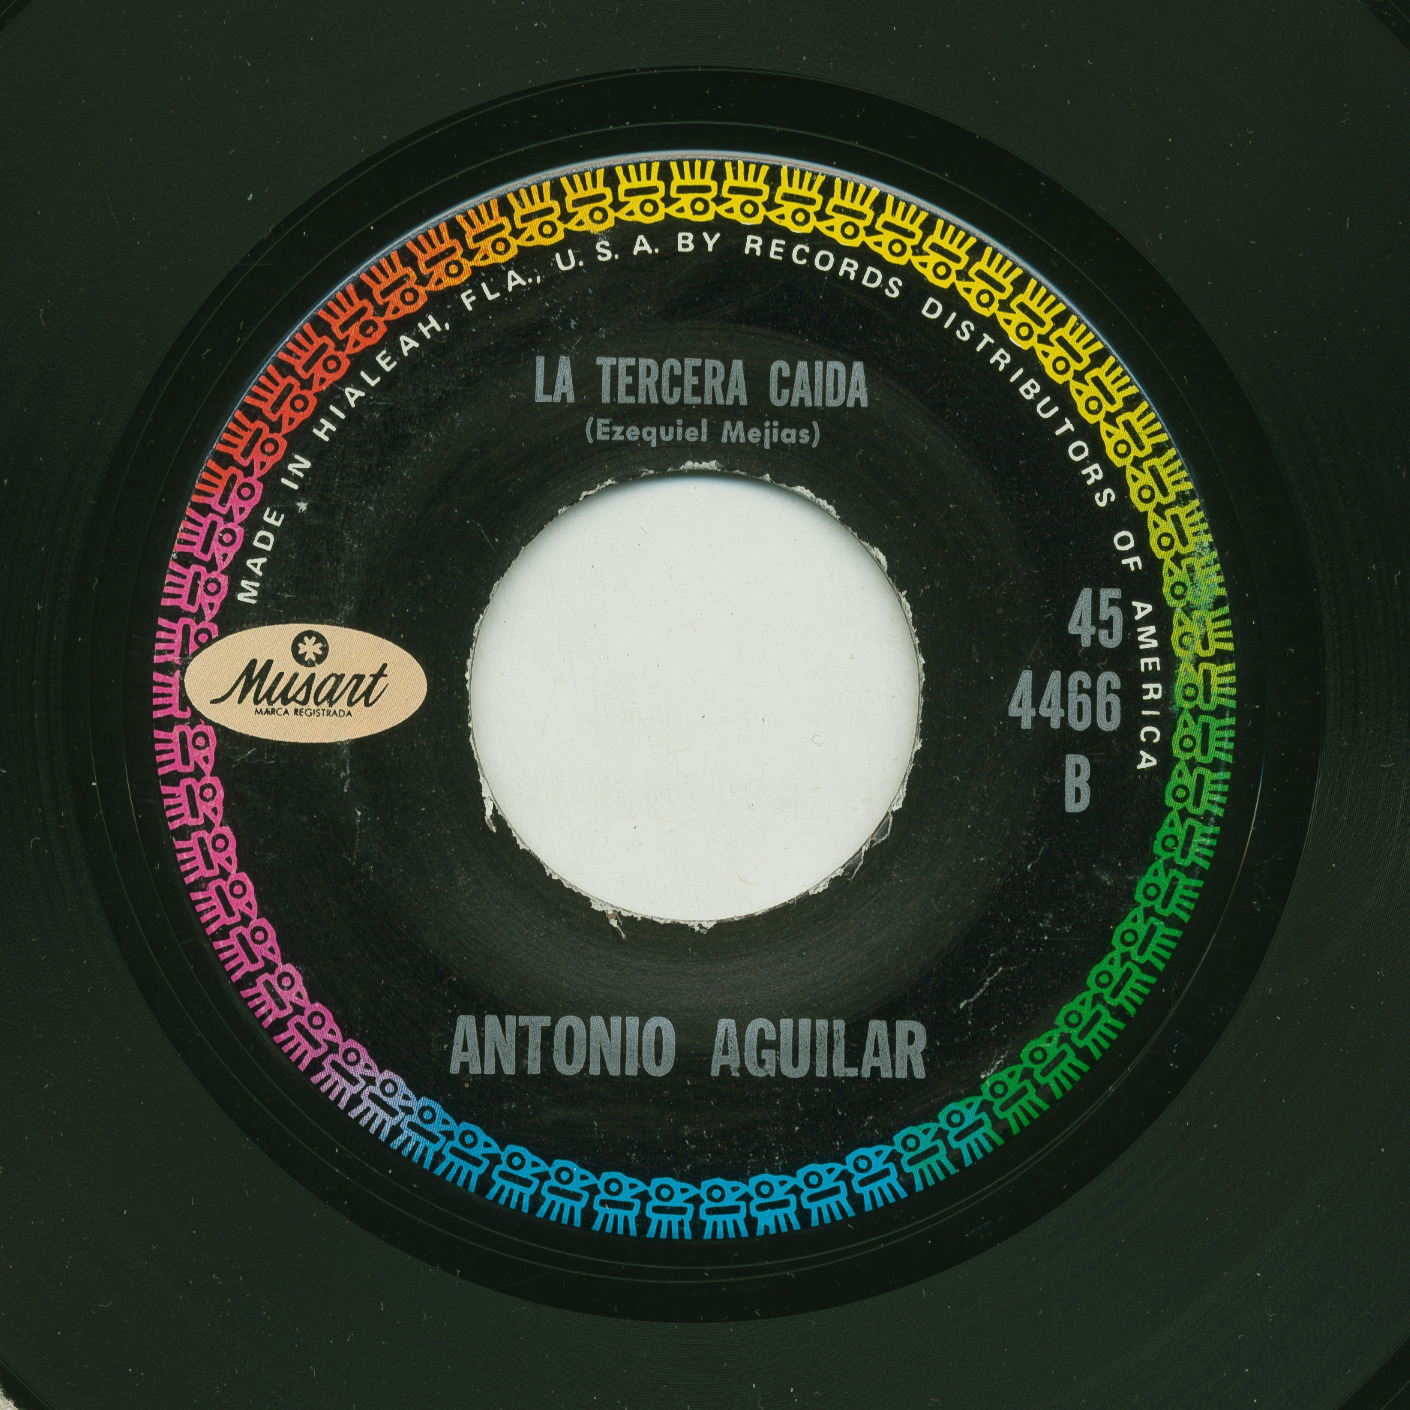 MADE IN HIALEAH, FLA., U.S.A. BY RECORDS DISTRIBUTORS OF AMERICA
LA TERCERA CAIDA
(Ezequiel Mejias)
Musart
MARCA REGISTRADA
45
4466
B
ANTONIO AGUILAR